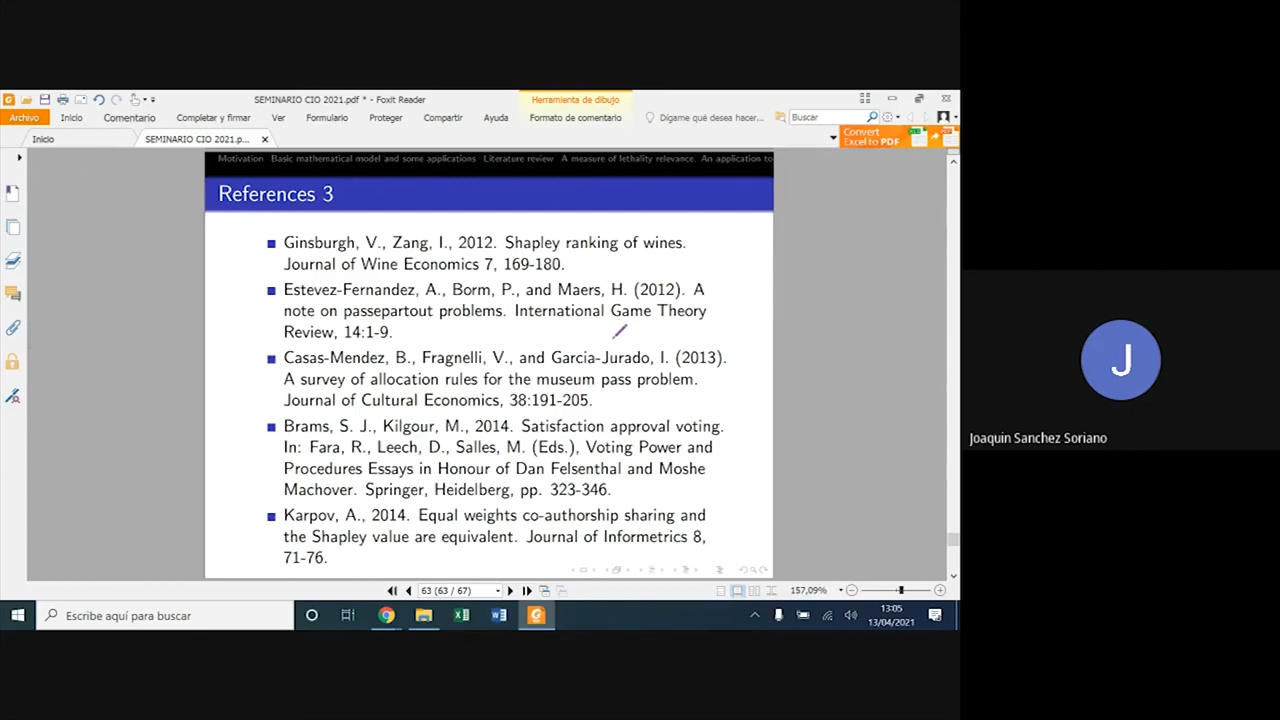 SEMINARIO CIO 2021.pdf * - Foxit Reader
Herramienta de dibujo
Archivo Inicio Comentario Completar y firmar Ver Formulario Proteger Compartir Ayuda Formato de comentario Dígame qué desea hacer... Buscar
Inicio SEMINARIO CIO 2021.p...
Convert
Excel to PDF
Motivation Basic mathematical model and some applications Literature review A measure of lethality relevance. An application to
References 3
Ginsburgh, V., Zang, I., 2012. Shapley ranking of wines.
Journal of Wine Economics 7, 169-180.
Estevez-Fernandez, A., Borm, P., and Maers, H. (2012). A
note on passepartout problems. International Game Theory
Review, 14:1-9.
Casas-Mendez, B., Fragnelli, V., and Garcia-Jurado, I. (2013).
A survey of allocation rules for the museum pass problem.
Journal of Cultural Economics, 38:191-205.
Brams, S. J., Kilgour, M., 2014. Satisfaction approval voting.
In: Fara, R., Leech, D., Salles, M. (Eds.), Voting Power and
Procedures Essays in Honour of Dan Felsenthal and Moshe
Machover. Springer, Heidelberg, pp. 323-346.
Karpov, A., 2014. Equal weights co-authorship sharing and
the Shapley value are equivalent. Journal of Informetrics 8,
71-76.
63 (63 / 67)
157,09%
Escribe aquí para buscar
13:05
13/04/2021
J
Joaquin Sanchez Soriano